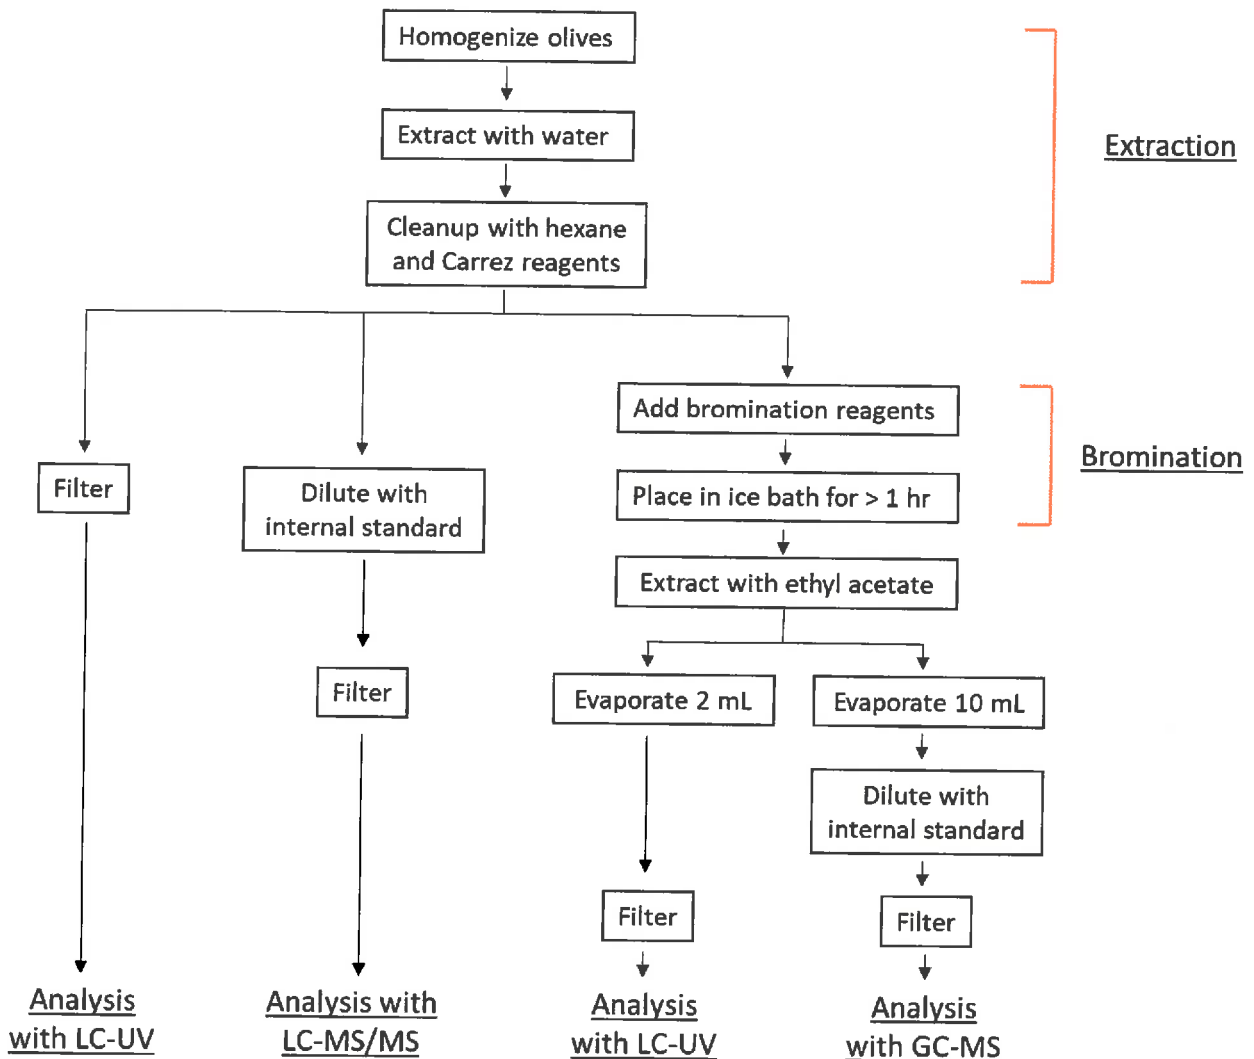 Homogenize olives
Extract with water
Extraction
Cleanup with hexane
and Carrez reagents
Add bromination reagents
Bromination
Filter
Dilute with
internal standard
Place in ice bath for > 1 hr
Extract with ethyl acetate
Filter
Evaporate 2 mL
Evaporate 10 mL
Dilute with
internal standard
Filter
Filter
Analysis
with LC-UV
Analysis with
LC-MS/MS
Analysis
with LC-UV
Analysis
with GC-MS